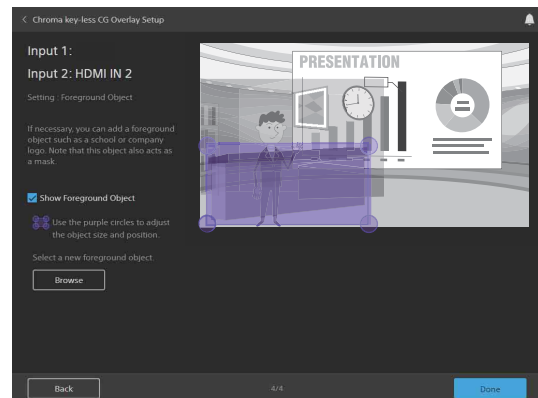 Chroma key-less CG Overlay Setup
Input 1:
Input 2: HDMI IN 2
Setting : Foreground Object
If necessary, you can add a foreground
object such as a school or company
logo. Note that this object also acts as
a mask.
Show Foreground Object
Use the purple circles to adjust
the object size and position.
Select a new foreground object.
Browse
PRESENTATION
Back
4/4
Done